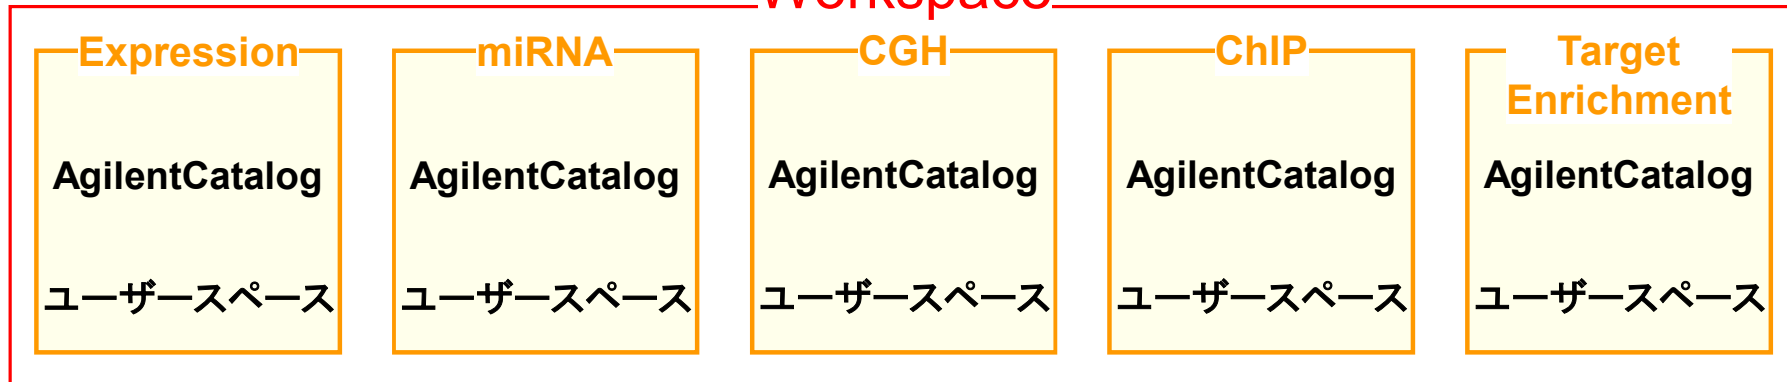 Workspace
Expression
AgilentCatalog
ユーザースペース
miRNA
AgilentCatalog
ユーザースペース
CGH
AgilentCatalog
ユーザースペース
ChIP
AgilentCatalog
ユーザースペース
Target
Enrichment
AgilentCatalog
ユーザースペース